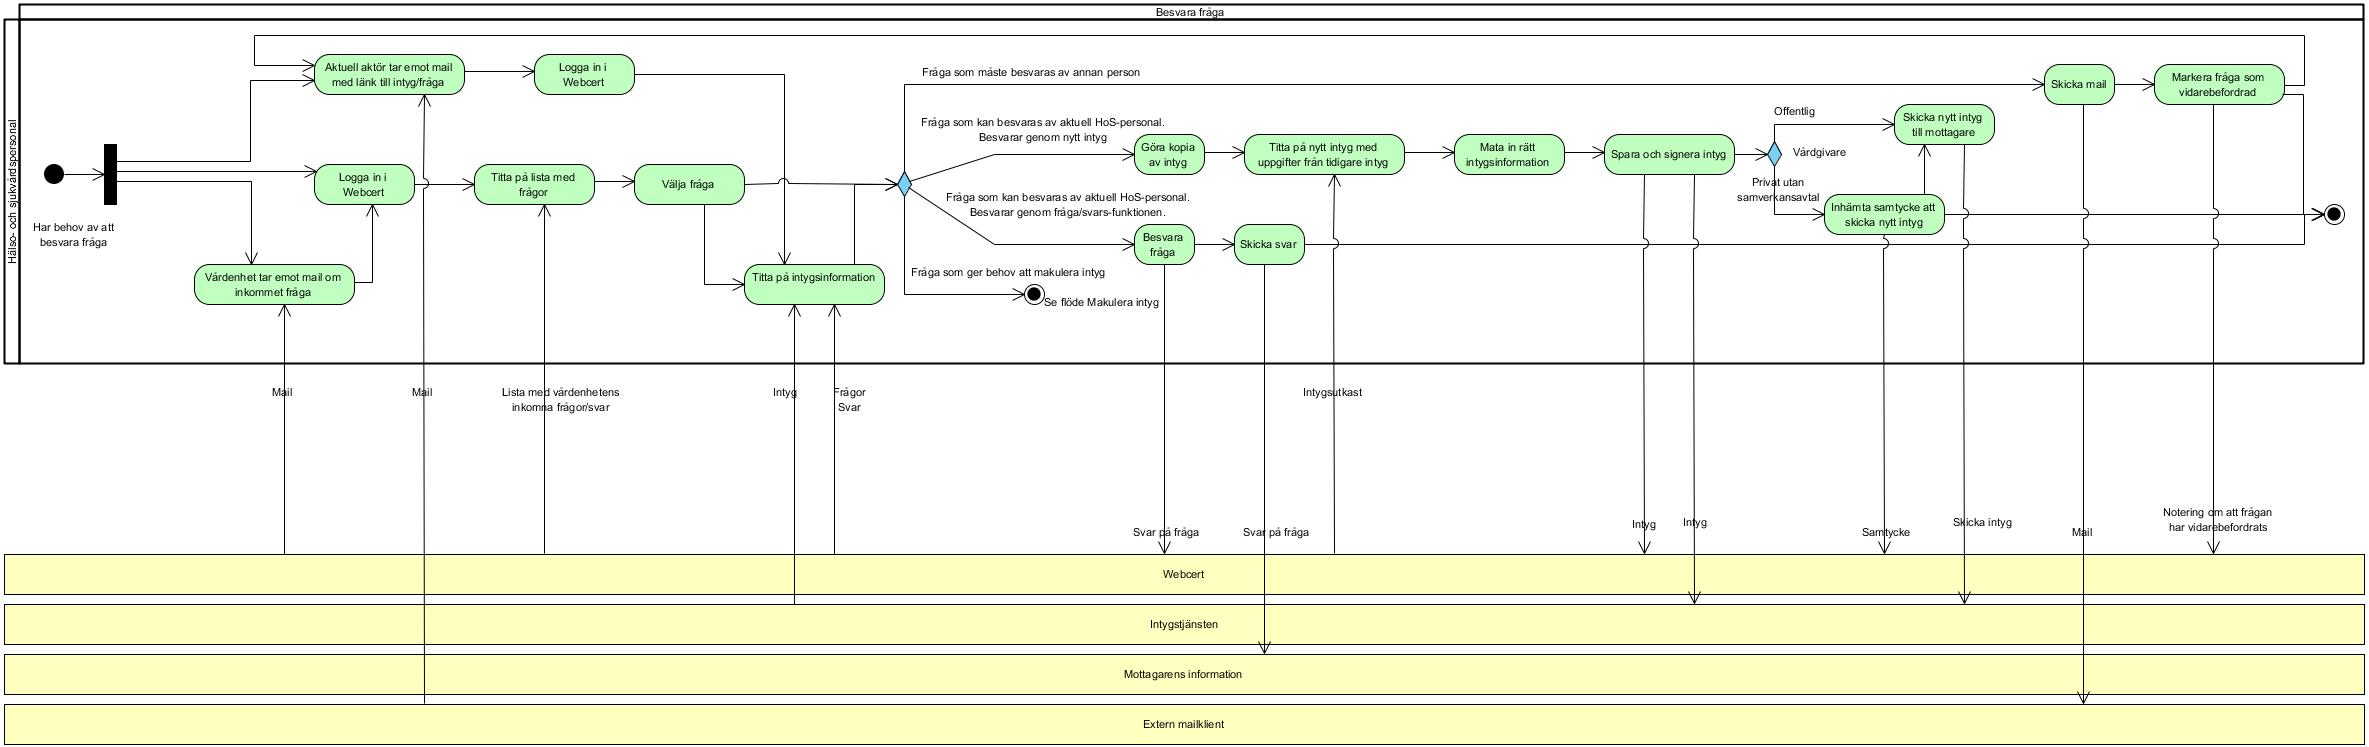 Besvara fråga
Hälso- och sjukvårdspersonal
Har behov av att
besvara fråga
Aktuell aktör tar emot mail
med länk till intyg/fråga
Logga in i
Webcert
Logga in i
Webcert
Titta på lista med
frågor
Välja fråga
Vårdenhet tar emot mail om
inkommet fråga
Titta på intygsinformation
Fråga som måste besvaras av annan person
Fråga som kan besvaras av aktuell HoS-personal.
Besvarar genom nytt intyg
Fråga som kan besvaras av aktuell HoS-personal.
Besvarar genom fråga/svars-funktionen.
Fråga som ger behov att makulera intyg
Se flöde Makulera intyg
Göra kopia
av intyg
Titta på nytt intyg med
uppgifter från tidigare intyg
Mata in rätt
intygsinformation
Spara och signera intyg
Besvara
fråga
Skicka svar
Offentlig
Vårdgivare
Privat utan
samverkansavtal
Skicka nytt intyg
till mottagare
Inhämta samtycke att
skicka nytt intyg
Skicka mail
Markera fråga som
vidarebefordrad
Mail
Mail
Lista med vårdenhetens
inkomna frågor/svar
Intyg
Frågor
Svar
Intygsutkast
Svar på fråga
Svar på fråga
Intyg
Intyg
Samtycke
Skicka intyg
Mail
Notering om att frågan
har vidarebefordrats
Webcert
Intygstjänsten
Mottagarens information
Extern mailklient